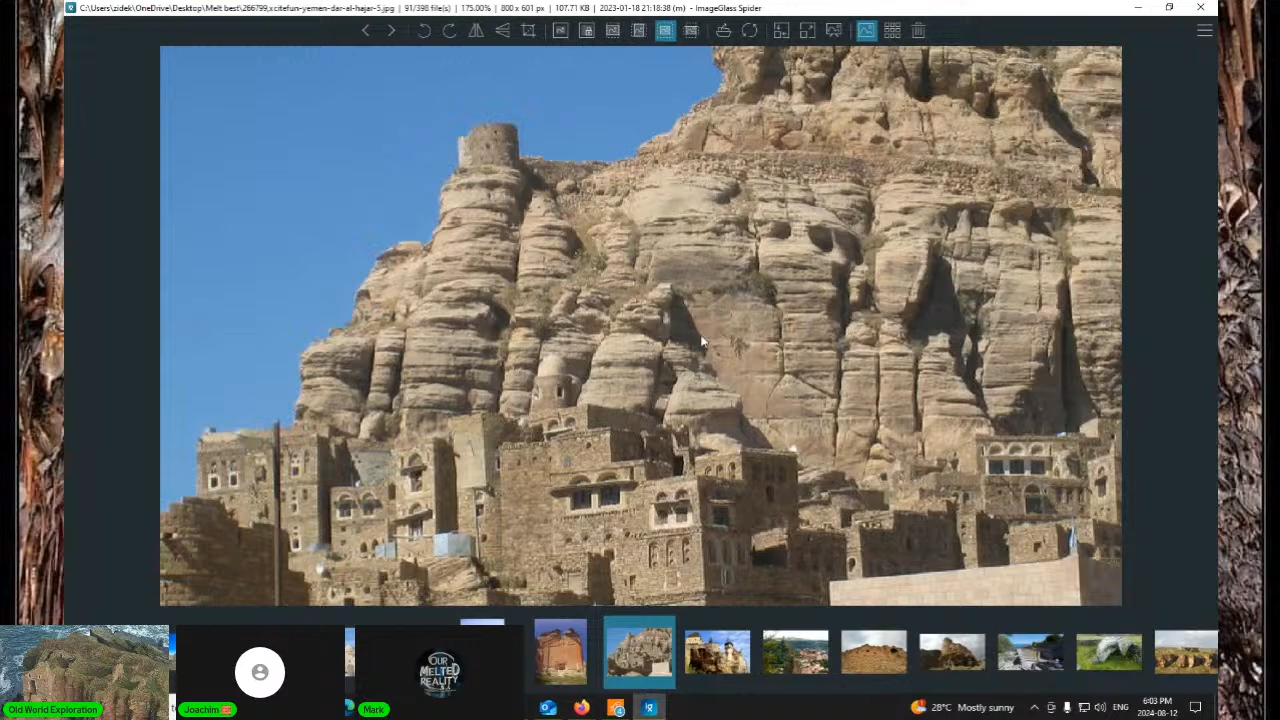 C:\Users\zidek\OneDrive\Desktop\Melt best\266799,xcitefun-yemen-dar-al-hajar-5.jpg | 91/398 file(s) | 175.00% | 800 x 601 px | 107.71 KB | 2023-01-18 21:18:38 (m) - ImageGlass Spider
OUR
MELTED
REALITY
Old World Exploration
Joachim
Mark
4
28°C Mostly sunny
ENG
6:03 PM
2024-08-12